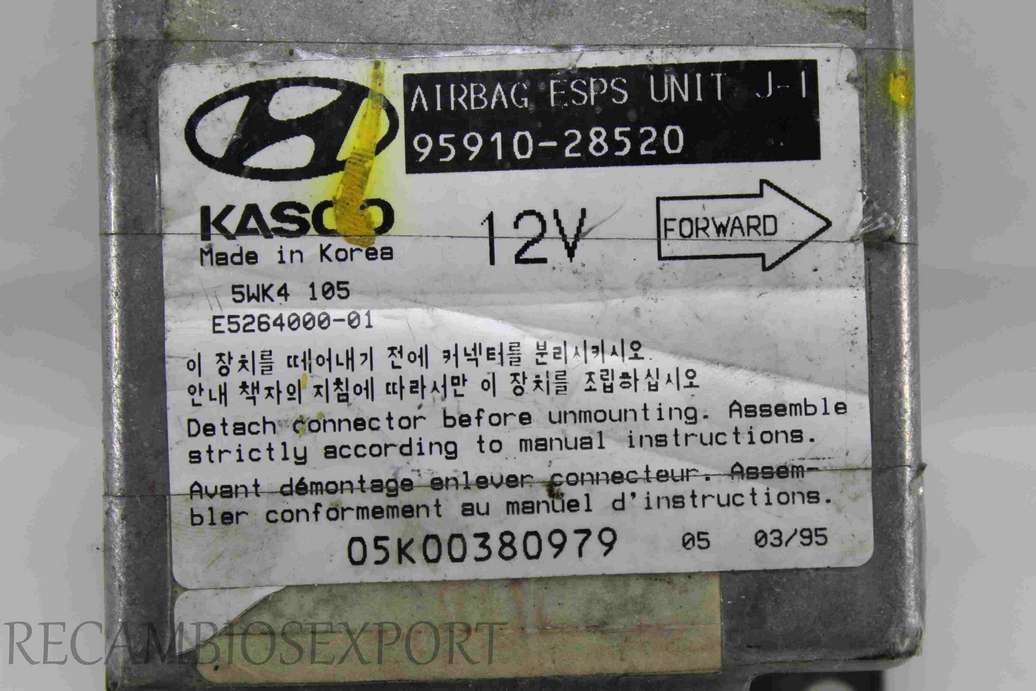 AIRBAG ESPS UNIT J-1
95910-28520
KASCO
12V
FORWARD
Made in Korea
5WK4 105
E5264000-01
이 장치를 떼어내기 전에 커넥터를 분리시키시오.
안내 책자의 지침에 따라서만 이 장치를 조립하십시오
Detach connector before unmounting. Assemble
strictly according to manual instructions.
Avant démontage enlever connecteur. Assem-
bler conformement au manuel d'instructions.
05K00380979 05 03/95
RECAMBIOSEXPORT